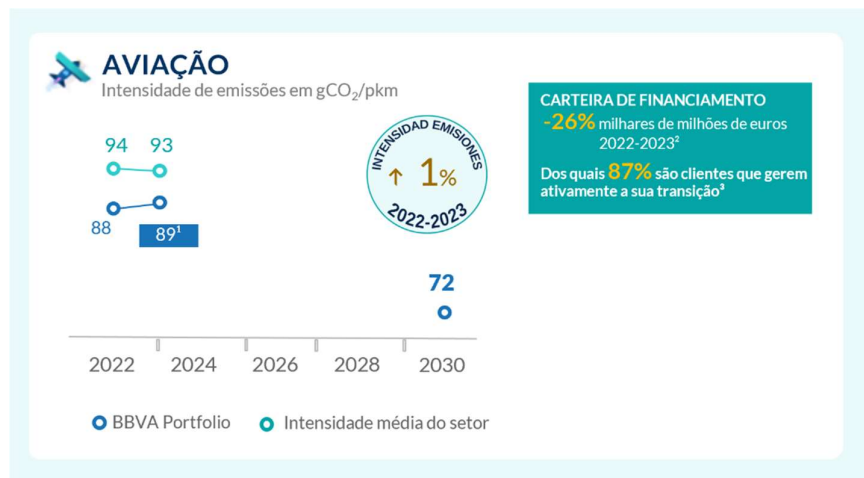 AVIAÇÃO
Intensidade de emissões em gCO₂/pkm
94 93
88
89¹
INTENSIDAD EMISIONES
↑ 1%
2022-2023
CARTEIRA DE FINANCIAMENTO
-26% milhares de milhões de euros
2022-2023²
Dos quais 87% são clientes que gerem
ativamente a sua transição³
72
2022 2024 2026 2028 2030
BBVA Portfolio Intensidade média do setor